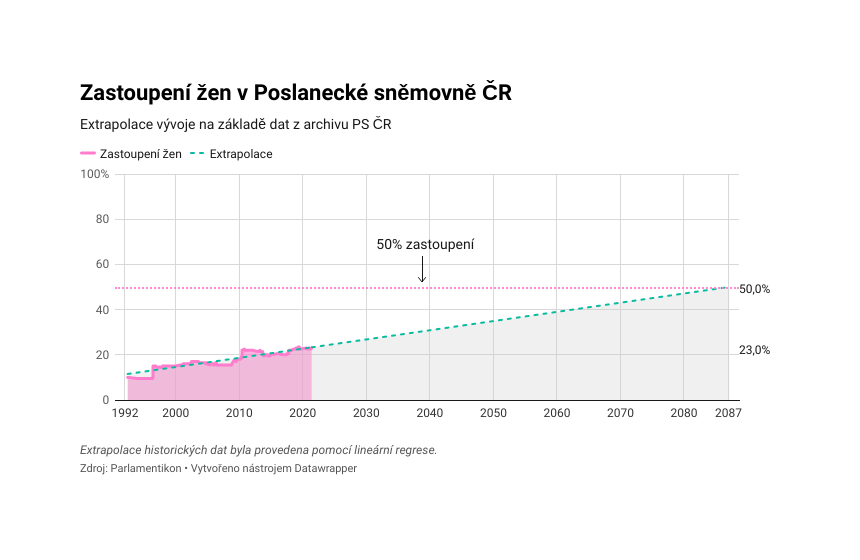 Zastoupení žen v Poslanecké sněmovně ČR
Extrapolace vývoje na základě dat z archivu PS ČR
Zastoupení žen Extrapolace
100%
80
50% zastoupení
60
50,0%
40
23,0%
20
0
1992 2000 2010 2020 2030 2040 2050 2060 2070 2080 2087
Extrapolace historických dat byla provedena pomocí lineární regrese.
Zdroj: Parlamentikon • Vytvořeno nástrojem Datawrapper